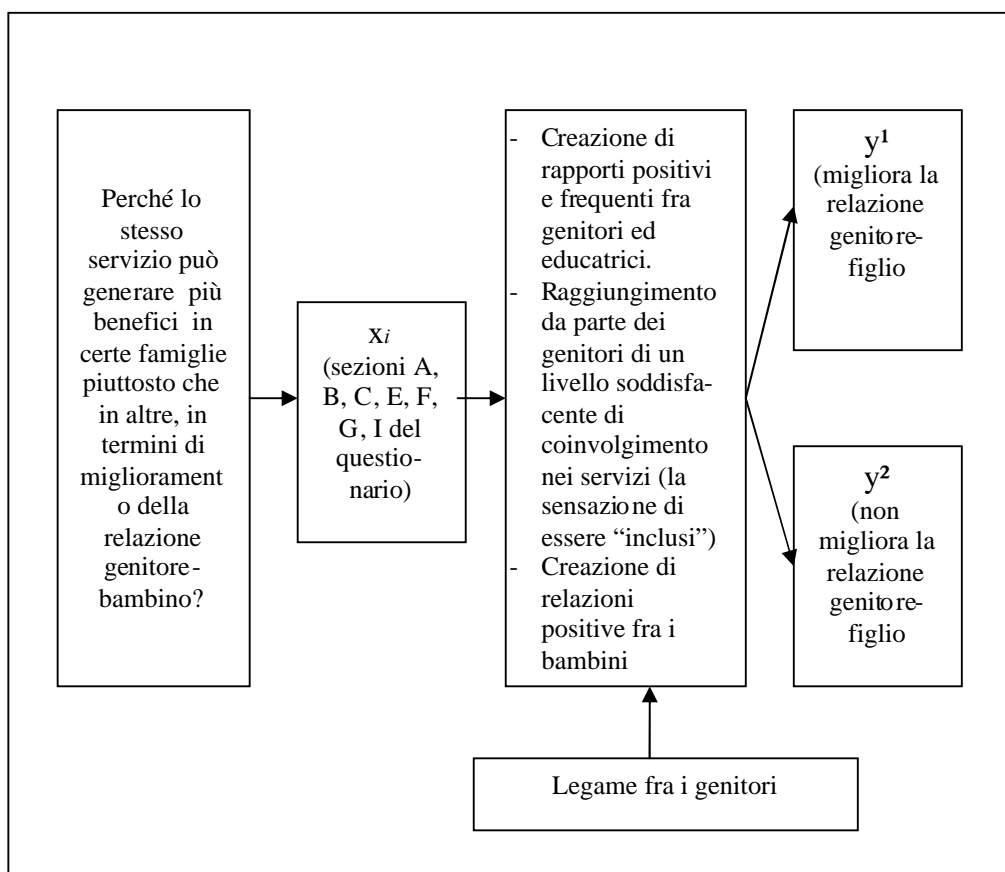 Perché lo
stesso
servizio può
generare più
benefici in
certe famiglie
piuttosto che
in altre, in
termini di
migliorament
o della
relazione
genitore-
bambino?
xi
(sezioni A,
B, C, E, F,
G, I del
questio-
nario)
- Creazione di
rapporti positivi
e frequenti fra
genitori ed
educatrici.
- Raggiungimento
da parte dei
genitori di un
livello soddisfa-
cente di
coinvolgimento
nei servizi (la
sensazione di
essere “inclusi”)
- Creazione di
relazioni
positive fra i
bambini
y¹
(migliora la
relazione
genitore-
figlio
y²
(non
migliora la
relazione
genitore-
figlio
Legame fra i genitori